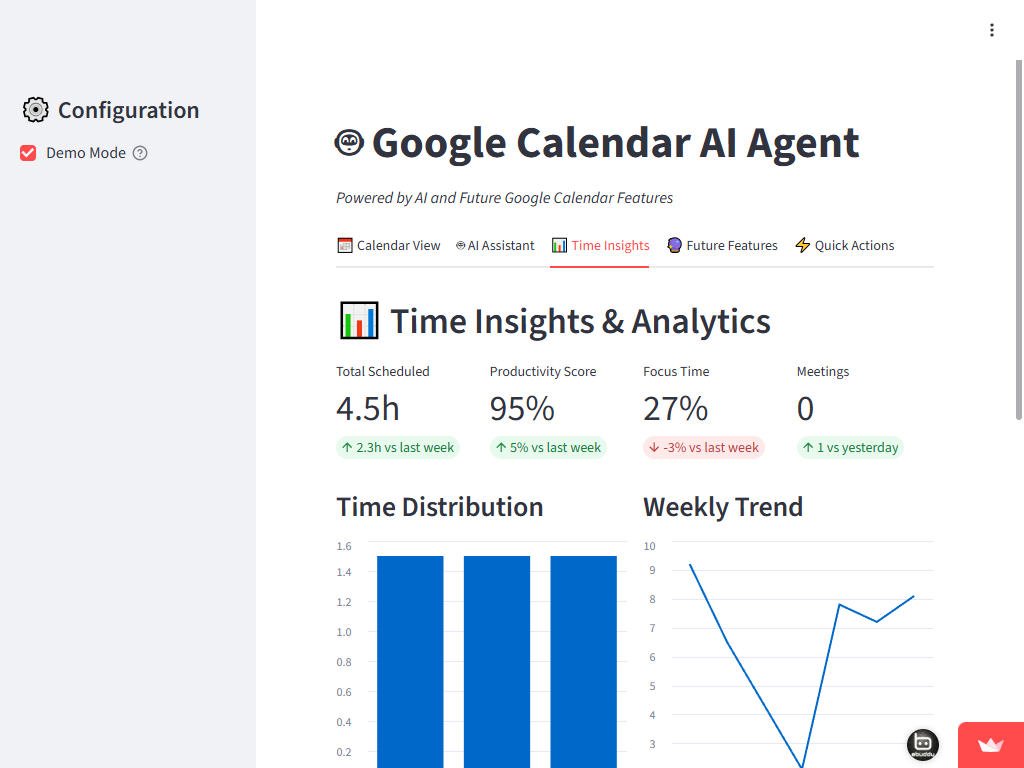 Configuration
Demo Mode
Google Calendar AI Agent
Powered by AI and Future Google Calendar Features
Calendar View AI Assistant Time Insights Future Features Quick Actions
Time Insights & Analytics
Total Scheduled Productivity Score Focus Time Meetings
4.5h 95% 27% 0
↑ 2.3h vs last week ↑ 5% vs last week ↓ -3% vs last week ↑ 1 vs yesterday
Time Distribution Weekly Trend
1.6
1.4
1.2
1.0
0.8
0.6
0.4
0.2
10
9
8
7
6
5
4
3